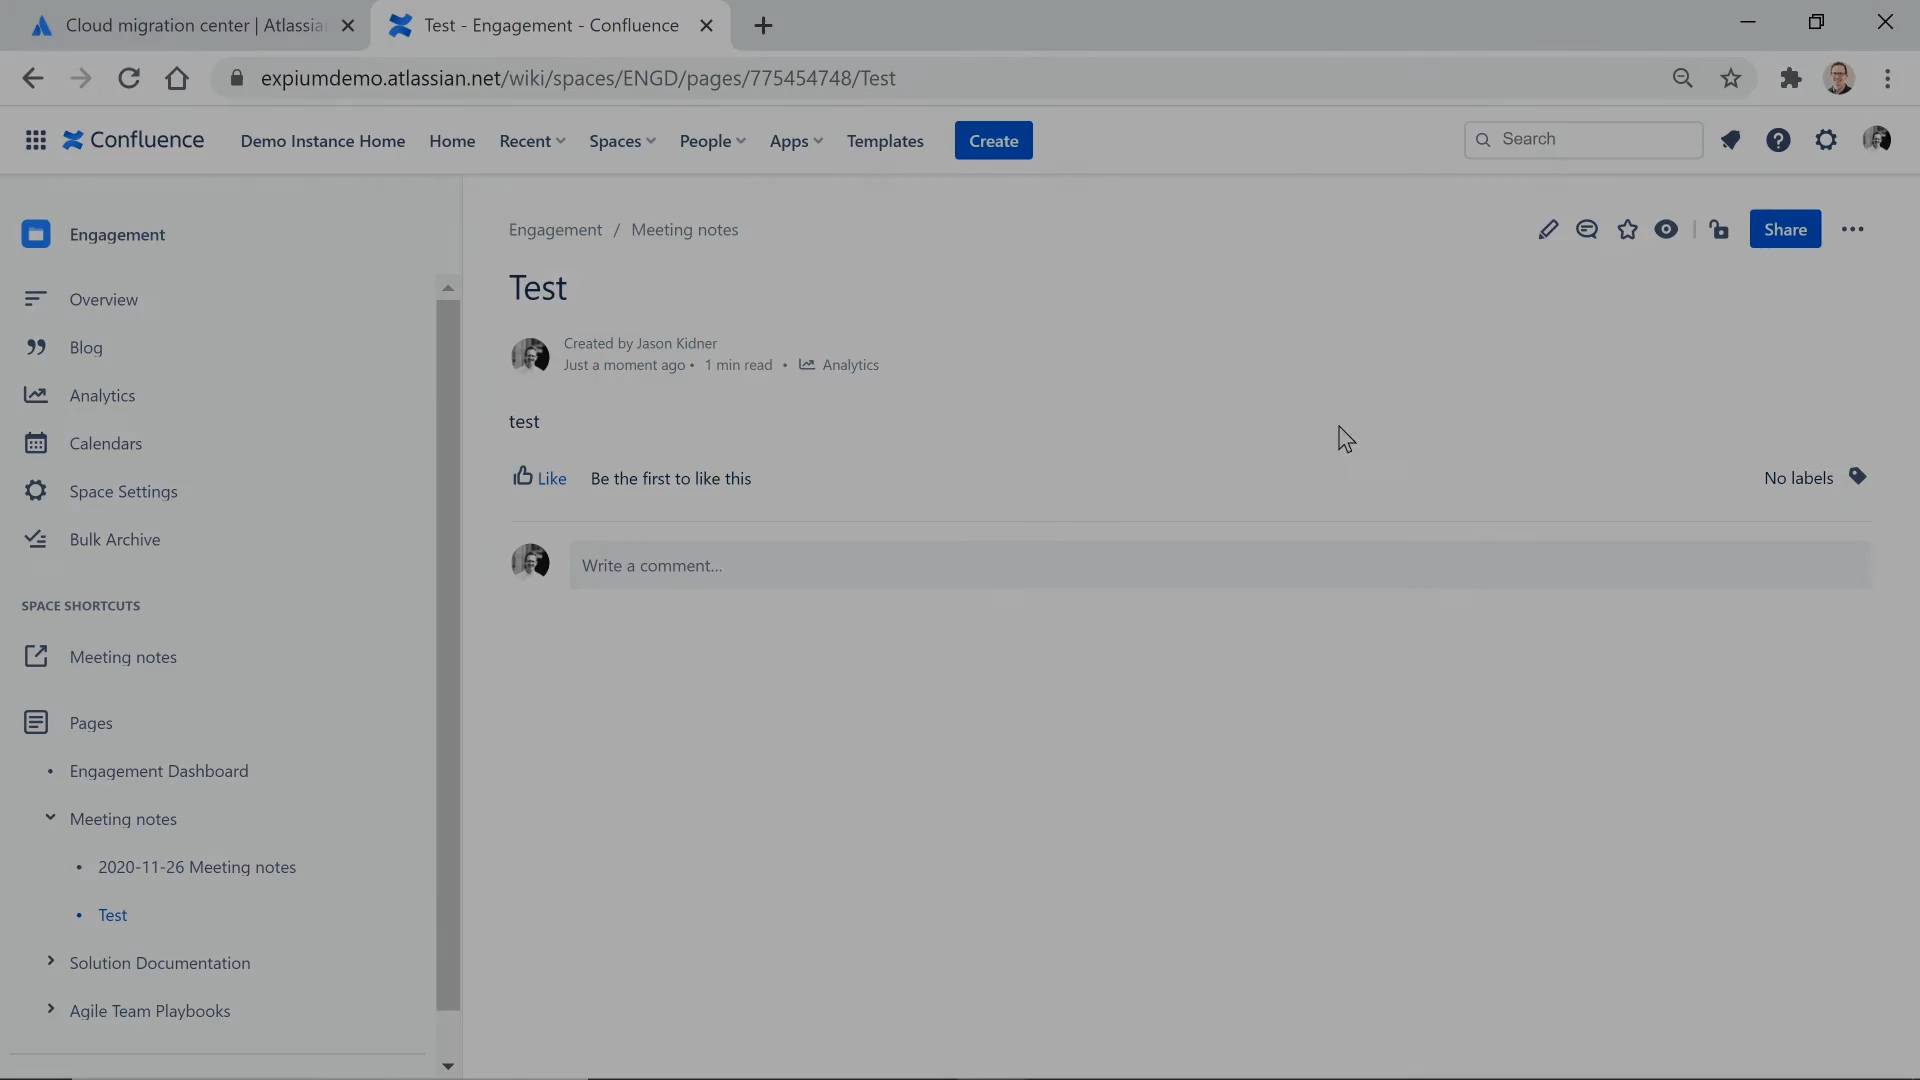 Cloud migration center | Atlassia
Test - Engagement - Confluence
expiumdemo.atlassian.net/wiki/spaces/ENGD/pages/775454748/Test
Confluence
Demo Instance Home
Home
Recent
Spaces
People
Apps
Templates
Create
Search
Engagement
Overview
Blog
Analytics
Calendars
Space Settings
Bulk Archive
SPACE SHORTCUTS
Meeting notes
Pages
• Engagement Dashboard
Meeting notes
• 2020-11-26 Meeting notes
• Test
Solution Documentation
Agile Team Playbooks
Engagement / Meeting notes
Share
Test
Created by Jason Kidner
Just a moment ago • 1 min read • Analytics
test
Like Be the first to like this
No labels
Write a comment...